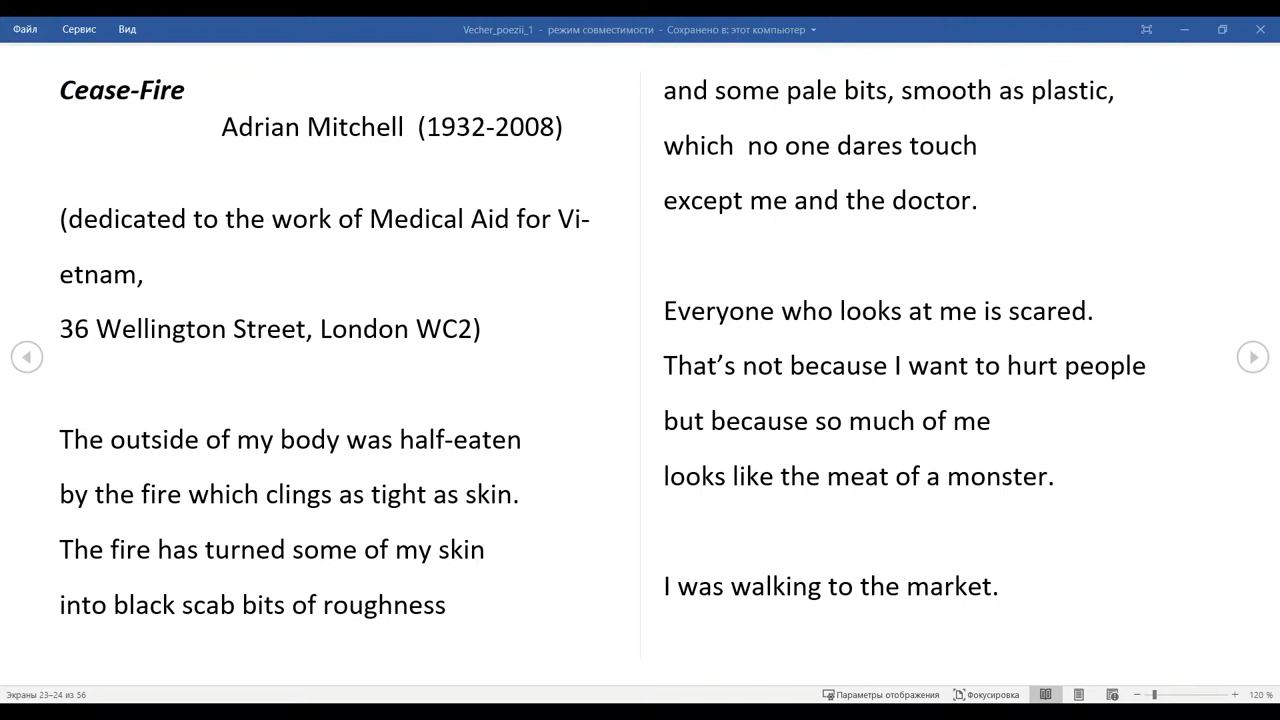 Файл Сервис Вид Vecher_poezii_1 - режим совместимости - Сохранено в: этот компьютер
Cease-Fire
Adrian Mitchell (1932-2008)
(dedicated to the work of Medical Aid for Vi-
etnam,
36 Wellington Street, London WC2)
The outside of my body was half-eaten
by the fire which clings as tight as skin.
The fire has turned some of my skin
into black scab bits of roughness
and some pale bits, smooth as plastic,
which no one dares touch
except me and the doctor.
Everyone who looks at me is scared.
That’s not because I want to hurt people
but because so much of me
looks like the meat of a monster.
I was walking to the market.
Экраны 23–24 из 56 Параметры отображения Фокусировка 120 %